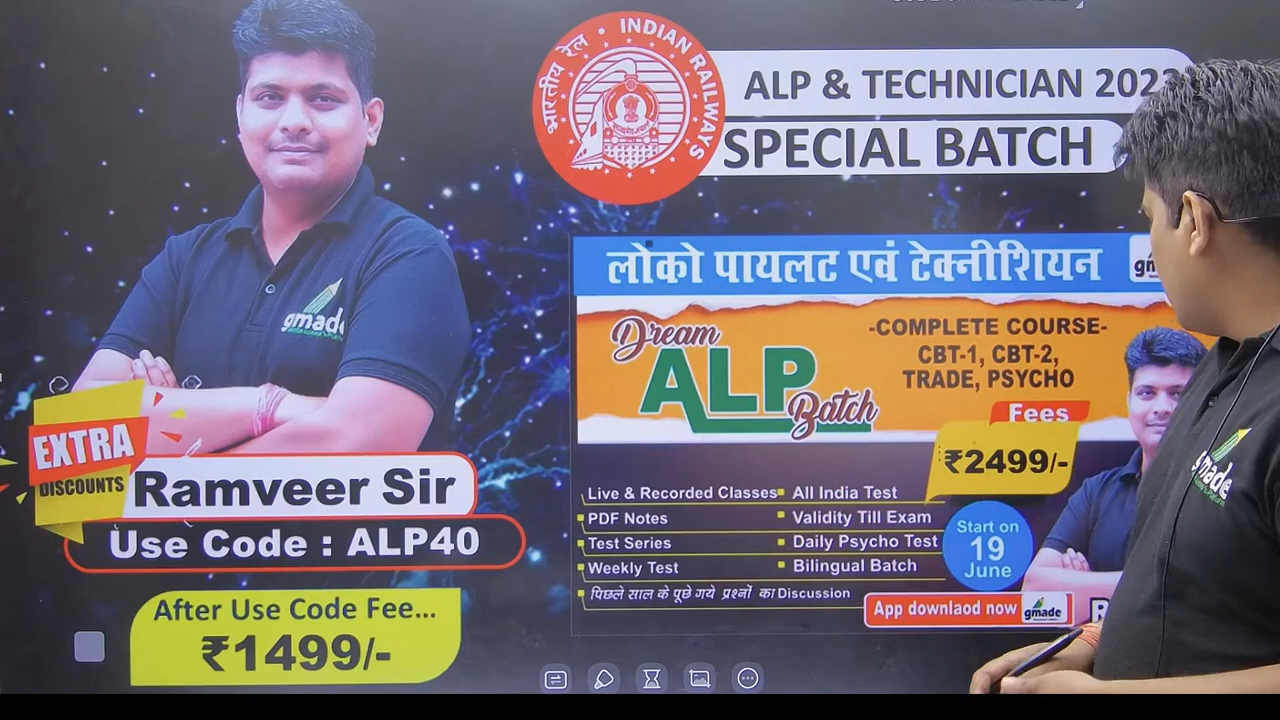 भारतीय रेल • INDIAN RAILWAYS
ALP & TECHNICIAN 2023
SPECIAL BATCH
लोको पायलट एवं टेक्नीशियन
Dream
ALP
Batch
-COMPLETE COURSE-
CBT-1, CBT-2,
TRADE, PSYCHO
Fees
₹2499/-
Live & Recorded Classes
All India Test
PDF Notes
Validity Till Exam
Test Series
Daily Psycho Test
Weekly Test
Bilingual Batch
पिछले साल के पूछे गये प्रश्नों का Discussion
Start on
19
June
App downlaod now
gmade
gmade
EXTRA
DISCOUNTS
Ramveer Sir
Use Code : ALP40
After Use Code Fee...
₹1499/-
gmade